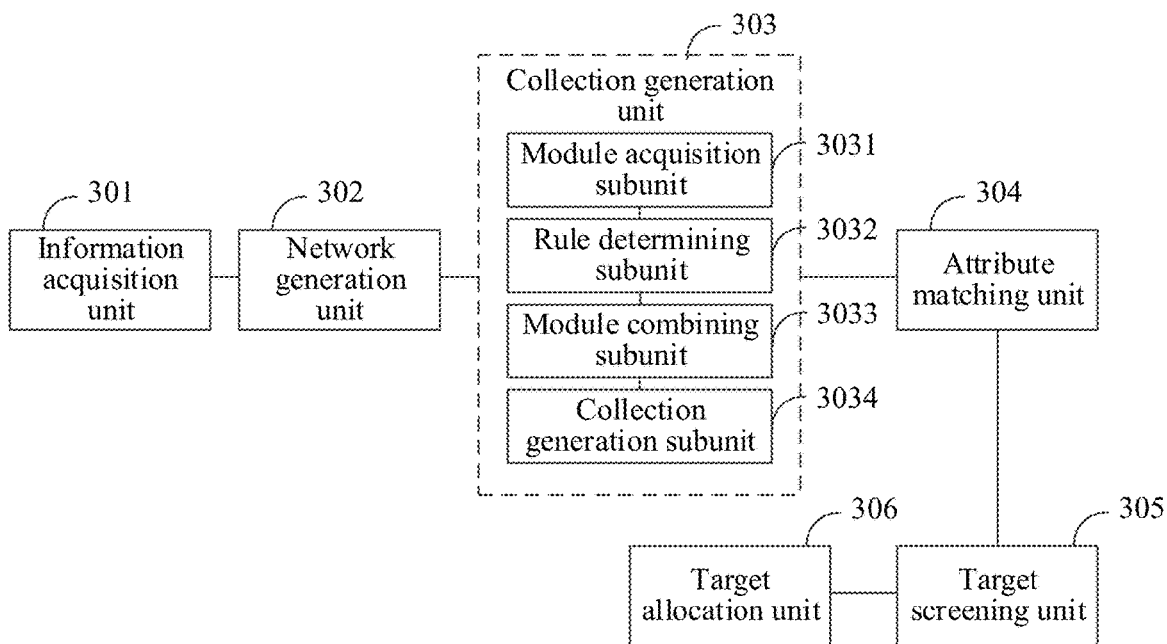 303
Collection generation
unit
Module acquisition
subunit
3031
Rule determining
subunit
3032
Module combining
subunit
3033
Collection
generation subunit
3034
301
Information
acquisition
unit
302
Network
generation
unit
304
Attribute
matching unit
306
Target
allocation unit
305
Target
screening unit